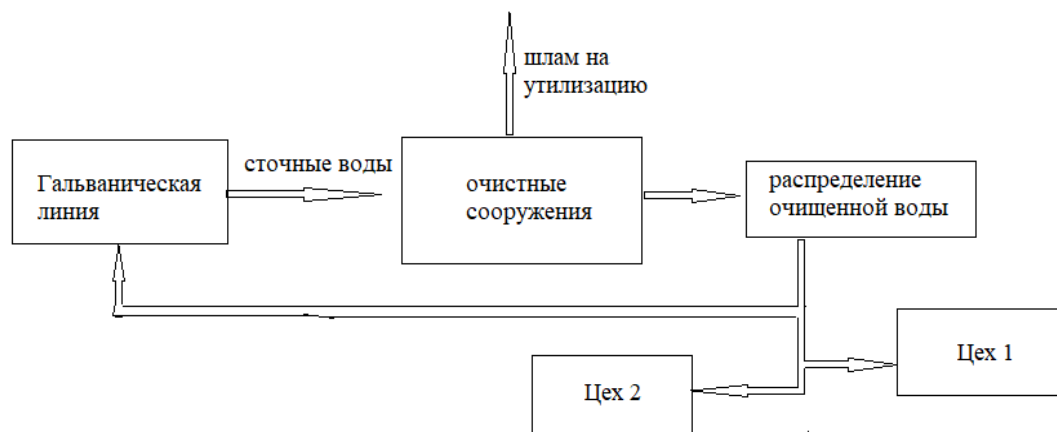 шлам на
утилизацию
сточные воды
Гальваническая
линия
очистные
сооружения
распределение
очищенной воды
Цех 1
Цех 2